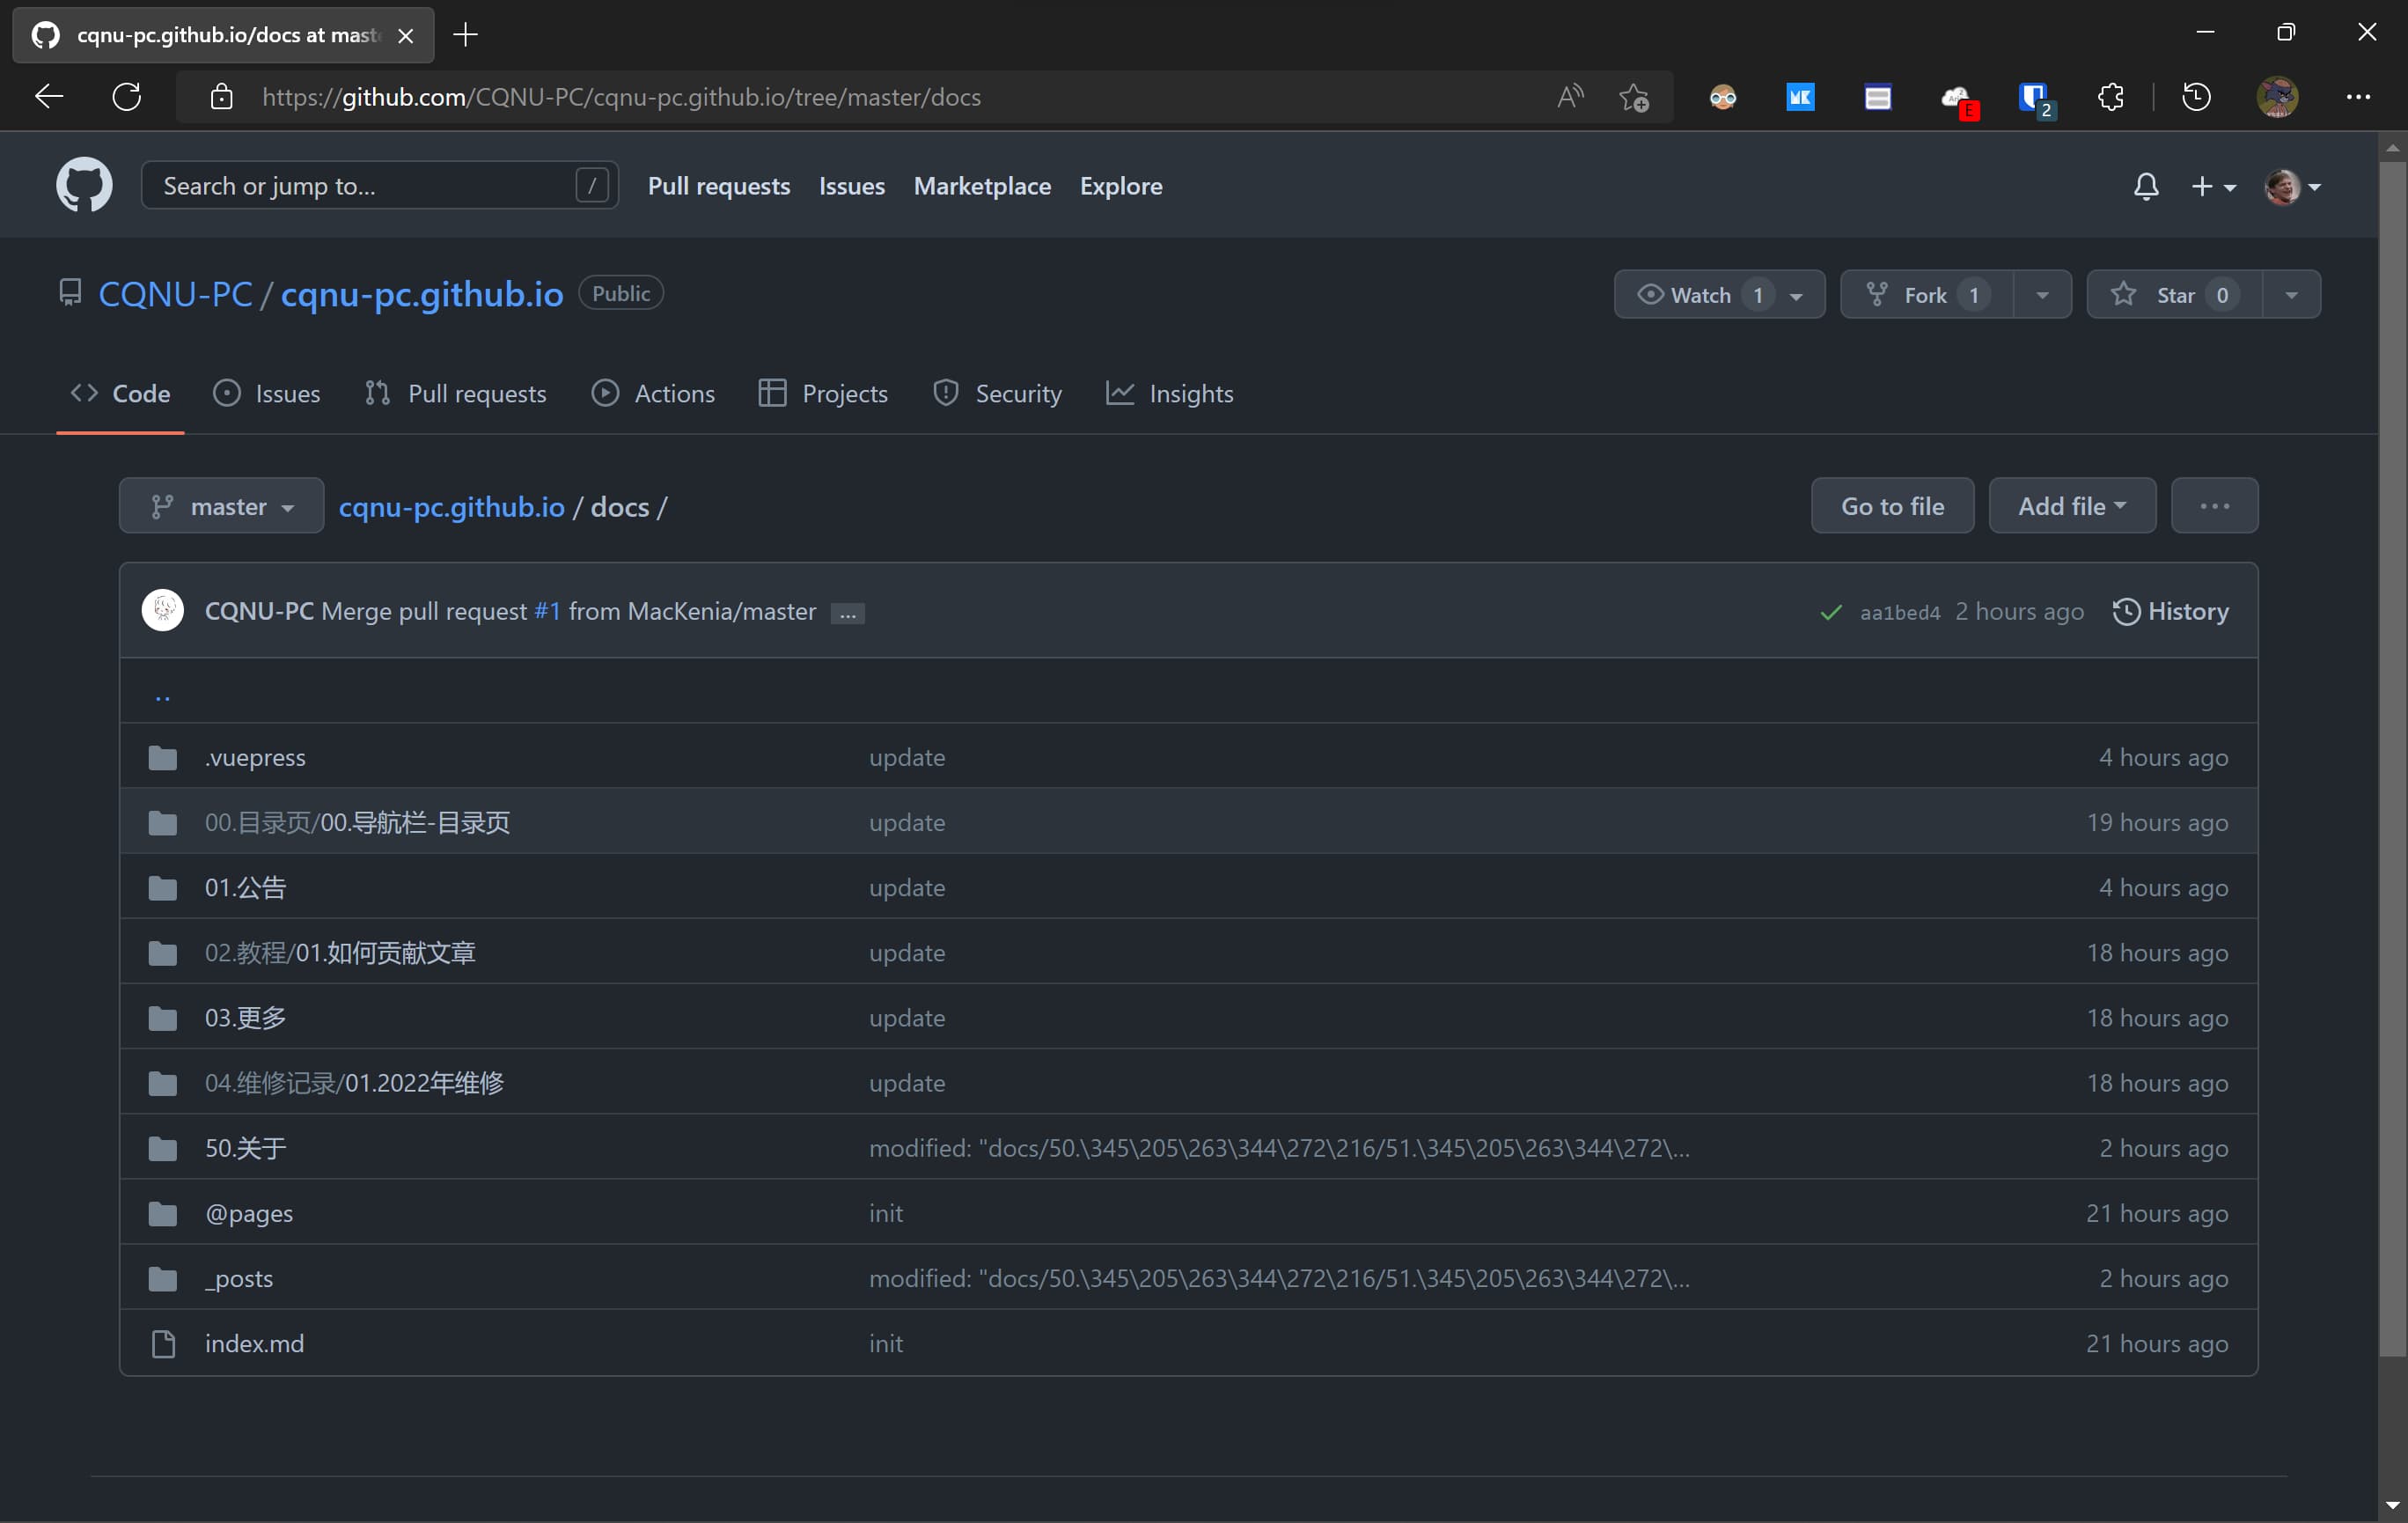 cqnu-pc.github.io/docs at mast
https://github.com/CQNU-PC/cqnu-pc.github.io/tree/master/docs
E
2
Search or jump to...
/
Pull requests Issues Marketplace Explore
CQNU-PC / cqnu-pc.github.io Public
Watch 1 Fork 1 Star 0
Code Issues Pull requests Actions Projects Security Insights
master cqnu-pc.github.io / docs / Go to file Add file ...
CQNU-PC Merge pull request #1 from MacKenia/master ... aa1bed4 2 hours ago History
..
.vuepress update 4 hours ago
00.目录页/00.导航栏-目录页 update 19 hours ago
01.公告 update 4 hours ago
02.教程/01.如何贡献文章 update 18 hours ago
03.更多 update 18 hours ago
04.维修记录/01.2022年维修 update 18 hours ago
50.关于 modified: "docs/50.\345\205\263\344\272\216/51.\345\205\263\344\272\... 2 hours ago
@pages init 21 hours ago
_posts modified: "docs/50.\345\205\263\344\272\216/51.\345\205\263\344\272\... 2 hours ago
index.md init 21 hours ago